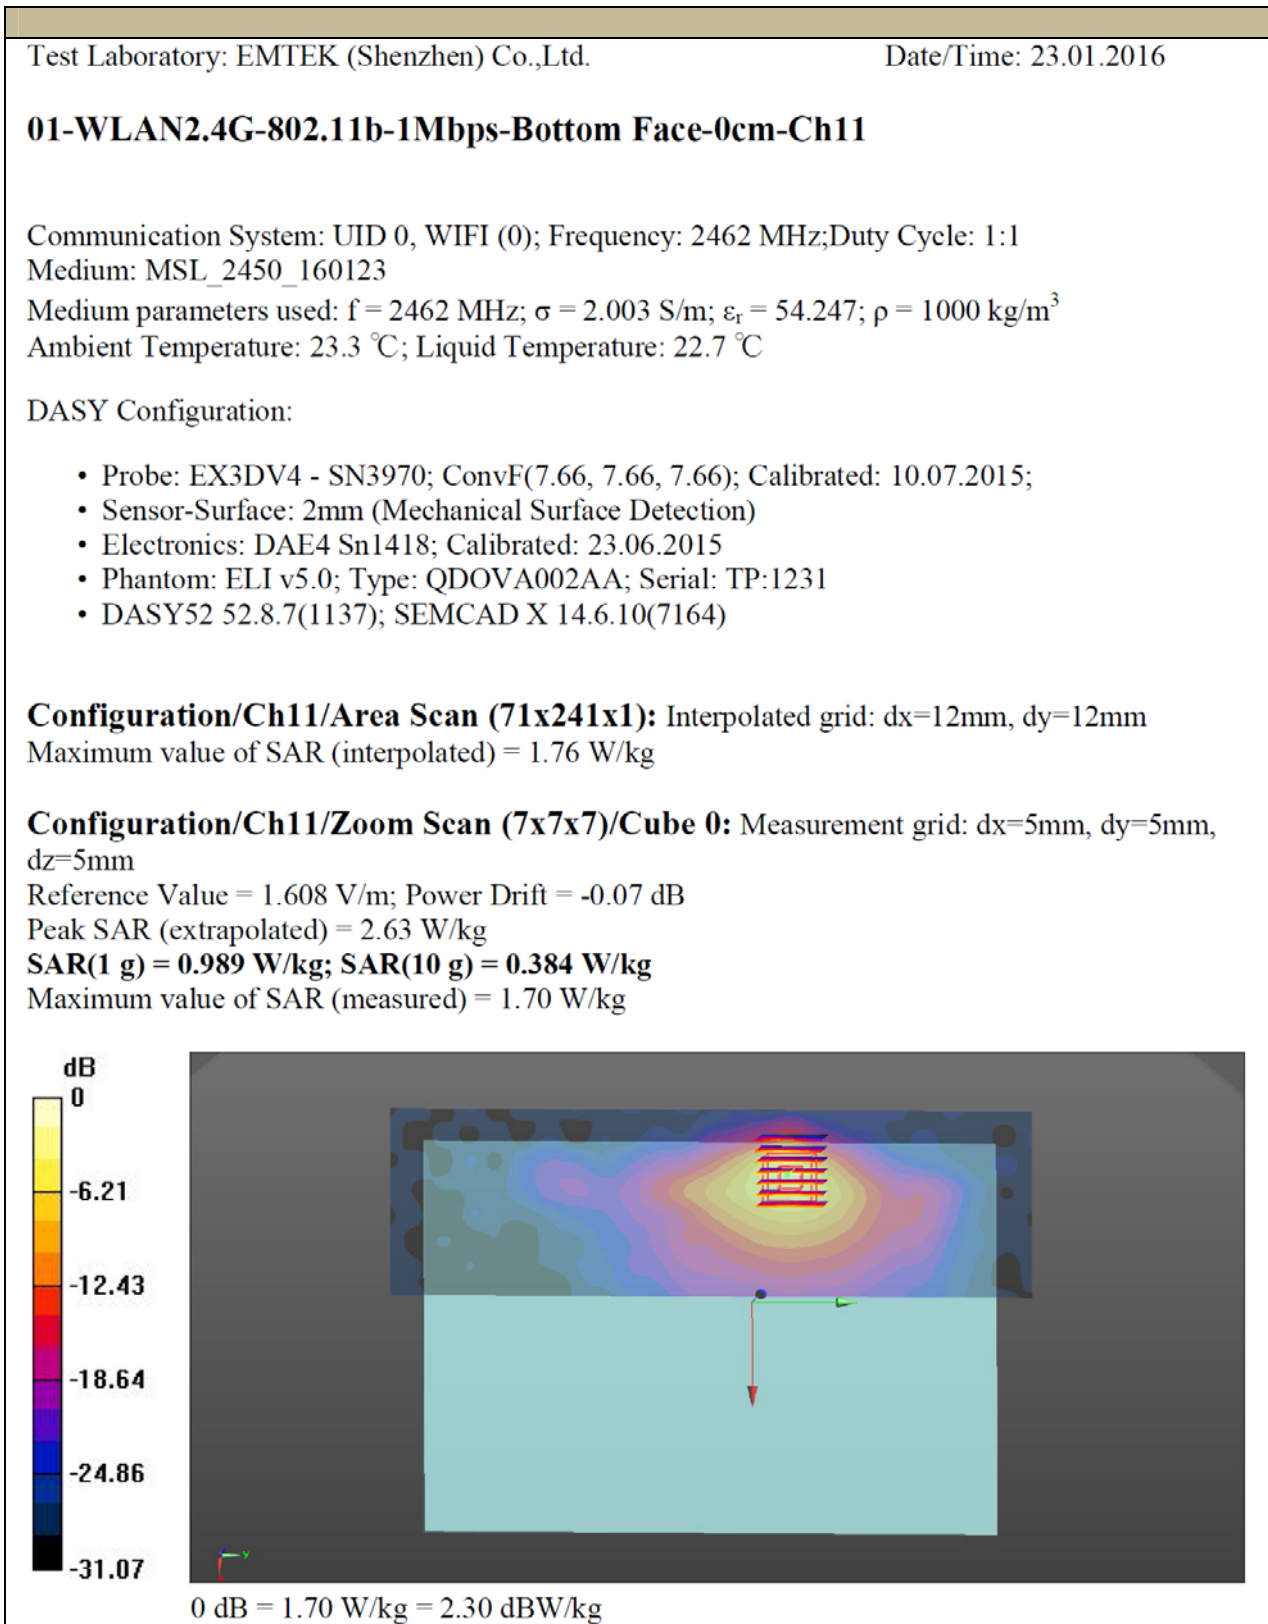 Test Laboratory: EMTEK (Shenzhen) Co.,Ltd. Date/Time: 23.01.2016
01-WLAN2.4G-802.11b-1Mbps-Bottom Face-0cm-Ch11
Communication System: UID 0, WIFI (0); Frequency: 2462 MHz;Duty Cycle: 1:1
Medium: MSL_2450_160123
Medium parameters used: f = 2462 MHz; σ = 2.003 S/m; εr = 54.247; ρ = 1000 kg/m³
Ambient Temperature: 23.3 ℃; Liquid Temperature: 22.7 ℃
DASY Configuration:
• Probe: EX3DV4 - SN3970; ConvF(7.66, 7.66, 7.66); Calibrated: 10.07.2015;
• Sensor-Surface: 2mm (Mechanical Surface Detection)
• Electronics: DAE4 Sn1418; Calibrated: 23.06.2015
• Phantom: ELI v5.0; Type: QDOVA002AA; Serial: TP:1231
• DASY52 52.8.7(1137); SEMCAD X 14.6.10(7164)
Configuration/Ch11/Area Scan (71x241x1): Interpolated grid: dx=12mm, dy=12mm
Maximum value of SAR (interpolated) = 1.76 W/kg
Configuration/Ch11/Zoom Scan (7x7x7)/Cube 0: Measurement grid: dx=5mm, dy=5mm,
dz=5mm
Reference Value = 1.608 V/m; Power Drift = -0.07 dB
Peak SAR (extrapolated) = 2.63 W/kg
SAR(1 g) = 0.989 W/kg; SAR(10 g) = 0.384 W/kg
Maximum value of SAR (measured) = 1.70 W/kg
dB
0
-6.21
-12.43
-18.64
-24.86
-31.07
y
0 dB = 1.70 W/kg = 2.30 dBW/kg